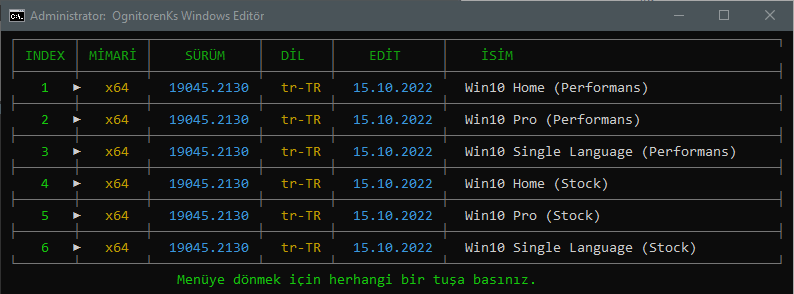 Administrator: OgnitorenKs Windows Editör
INDEX MİMARİ SÜRÜM DİL EDİT İSİM
1 ► x64 19045.2130 tr-TR 15.10.2022 Win10 Home (Performans)
2 ► x64 19045.2130 tr-TR 15.10.2022 Win10 Pro (Performans)
3 ► x64 19045.2130 tr-TR 15.10.2022 Win10 Single Language (Performans)
4 ► x64 19045.2130 tr-TR 15.10.2022 Win10 Home (Stock)
5 ► x64 19045.2130 tr-TR 15.10.2022 Win10 Pro (Stock)
6 ► x64 19045.2130 tr-TR 15.10.2022 Win10 Single Language (Stock)
Menüye dönmek için herhangi bir tuşa basınız.